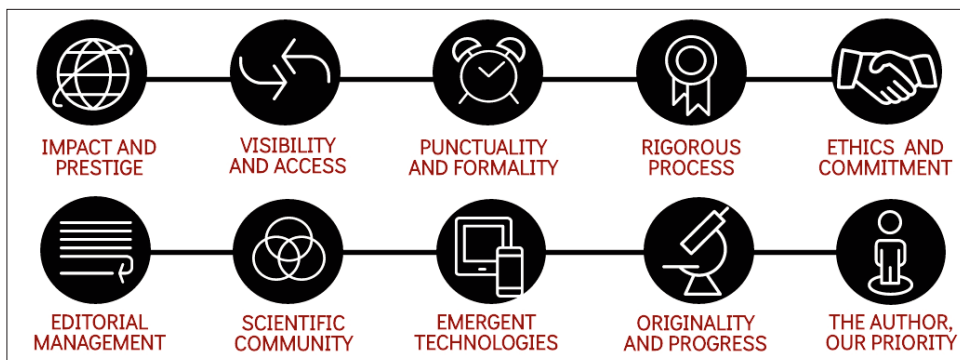 IMPACT AND
PRESTIGE
VISIBILITY
AND ACCESS
PUNCTUALITY
AND FORMALITY
RIGOROUS
PROCESS
ETHICS AND
COMMITMENT
EDITORIAL
MANAGEMENT
SCIENTIFIC
COMMUNITY
EMERGENT
TECHNOLOGIES
ORIGINALITY
AND PROGRESS
THE AUTHOR,
OUR PRIORITY